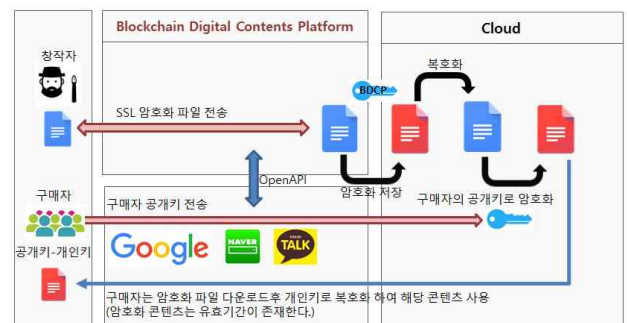 Blockchain Digital Contents Platform
Cloud
창작자
복호화
BDCP
SSL 암호화 파일 전송
OpenAPI
암호화 저장
구매자의 공개키로 암호화
구매자
구매자 공개키 전송
공개키-개인키
Google
NAVER
TALK
구매자는 암호화 파일 다운로드후 개인키로 복호화 하여 해당 콘텐츠 사용
(암호화 콘텐츠는 유효기간이 존재한다.)